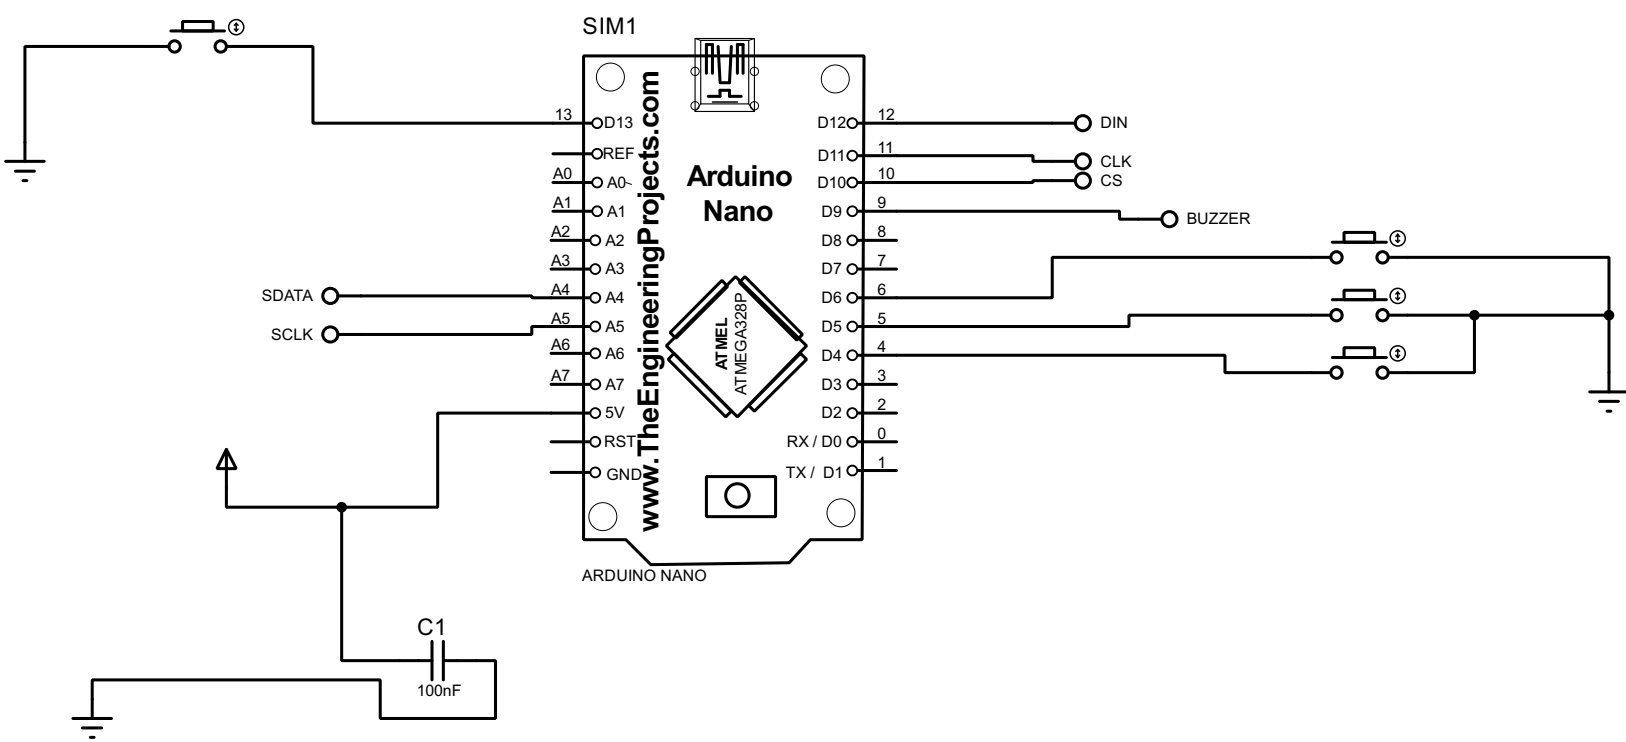 SIM1
www.TheEngineeringProjects.com
Arduino
Nano
ATMEL
ATMEGA328P
13
D13
REF
A0
A0~
A1
A1
A2
A2
A3
A3
SDATA
A4
A4
SCLK
A5
A5
A6
A6
A7
A7
5V
RST
GND
D12
12
DIN
D11
11
CLK
D10
10
CS
D9
9
BUZZER
D8
8
D7
7
D6
6
D5
5
D4
4
D3
3
D2
2
RX / D0
0
TX / D1
1
ARDUINO NANO
C1
100nF